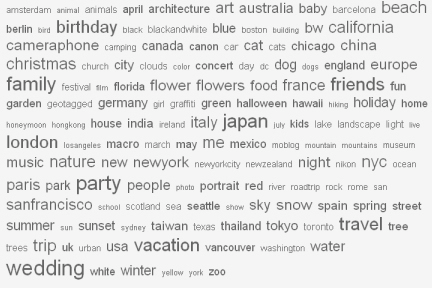 amsterdam animal animals april architecture art australia baby barcelona beach
berlin bird birthday black blackandwhite blue boston building bw california
cameraphone camping canada canon car cat cats chicago china
christmas church city clouds color concert day dc dog dogs england europe
family festival film florida flower flowers food france friends fun
garden geotagged germany girl graffiti green halloween hawaii hiking holiday home
honeymoon hongkong house india ireland italy japan july kids lake landscape light live
london losangeles macro march may me mexico moblog mountain mountains museum
music nature new newyork newyorkcity newzealand night nikon nyc ocean
paris park party people photo portrait red river roadtrip rock rome san
sanfrancisco school scotland sea seattle show sky snow spain spring street
summer sun sunset sydney taiwan texas thailand tokyo toronto travel tree
trees trip uk urban usa vacation vancouver washington water
wedding white winter yellow york zoo